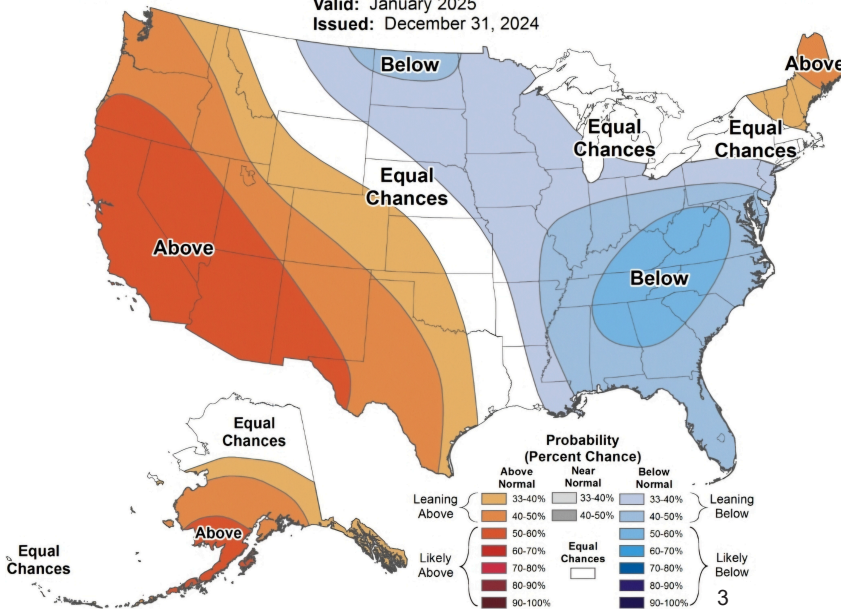 Valid: January 2025
Issued: December 31, 2024
Below
Above
Equal
Chances
Equal
Chances
Equal
Chances
Above
Below
Equal
Chances
Above
Equal
Chances
Probability
(Percent Chance)
Above
Normal
Near
Normal
Below
Normal
Leaning
Above
33-40%
33-40%
33-40%
Leaning
Below
40-50%
40-50%
40-50%
Likely
Above
50-60%
50-60%
Likely
Below
60-70%
Equal
Chances
60-70%
70-80%
70-80%
80-90%
80-90%
90-100%
90-100%
3